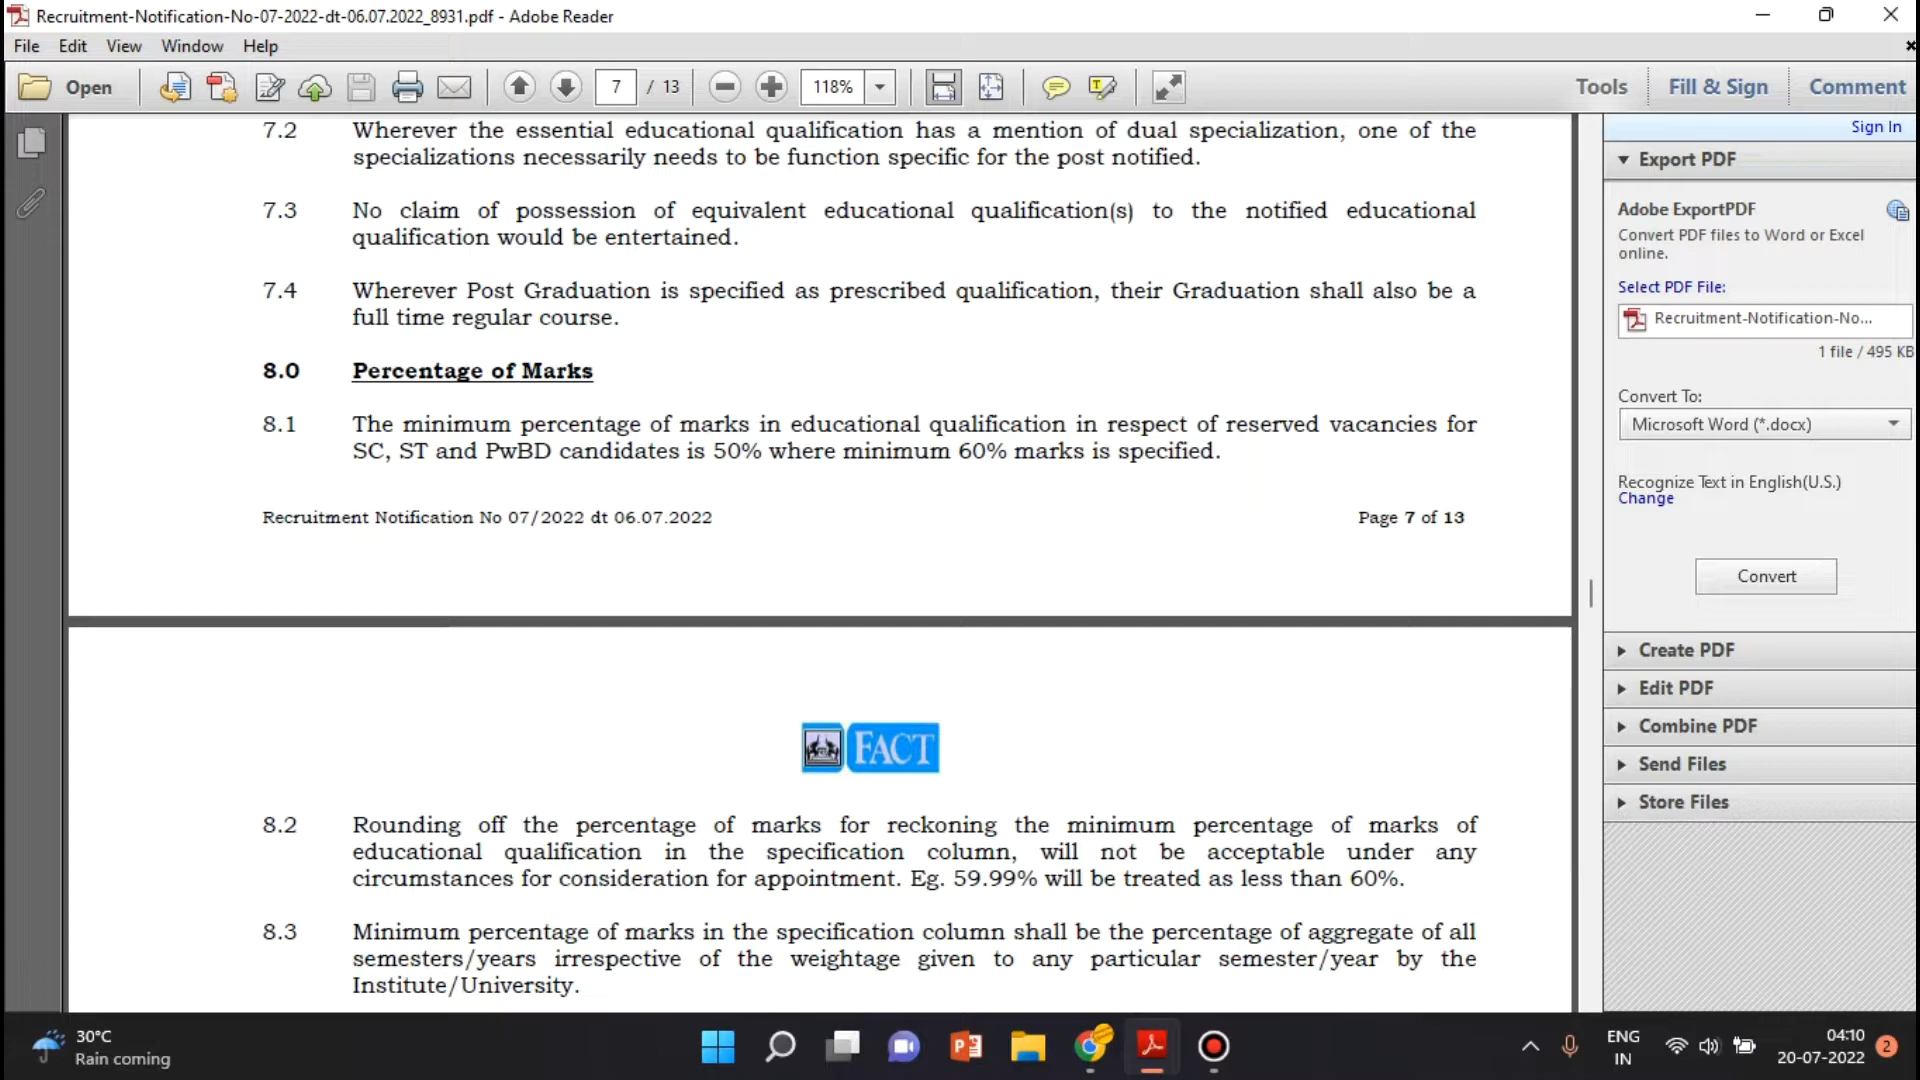 Recruitment-Notification-No-07-2022-dt-06.07.2022_8931.pdf - Adobe Reader
File Edit View Window Help
Open 7 / 13 118% Tools Fill & Sign Comment
Sign In
7.2 Wherever the essential educational qualification has a mention of dual specialization, one of the
specializations necessarily needs to be function specific for the post notified.
7.3 No claim of possession of equivalent educational qualification(s) to the notified educational
qualification would be entertained.
7.4 Wherever Post Graduation is specified as prescribed qualification, their Graduation shall also be a
full time regular course.
8.0 Percentage of Marks
8.1 The minimum percentage of marks in educational qualification in respect of reserved vacancies for
SC, ST and PwBD candidates is 50% where minimum 60% marks is specified.
Recruitment Notification No 07/2022 dt 06.07.2022 Page 7 of 13
FACT
8.2 Rounding off the percentage of marks for reckoning the minimum percentage of marks of
educational qualification in the specification column, will not be acceptable under any
circumstances for consideration for appointment. Eg. 59.99% will be treated as less than 60%.
8.3 Minimum percentage of marks in the specification column shall be the percentage of aggregate of all
semesters/years irrespective of the weightage given to any particular semester/year by the
Institute/University.
Export PDF
Adobe ExportPDF
Convert PDF files to Word or Excel
online.
Select PDF File:
Recruitment-Notification-No...
1 file / 495 KB
Convert To:
Microsoft Word (*.docx)
Recognize Text in English(U.S.)
Change
Convert
Create PDF
Edit PDF
Combine PDF
Send Files
Store Files
30°C
Rain coming
ENG
IN
04:10
20-07-2022
2